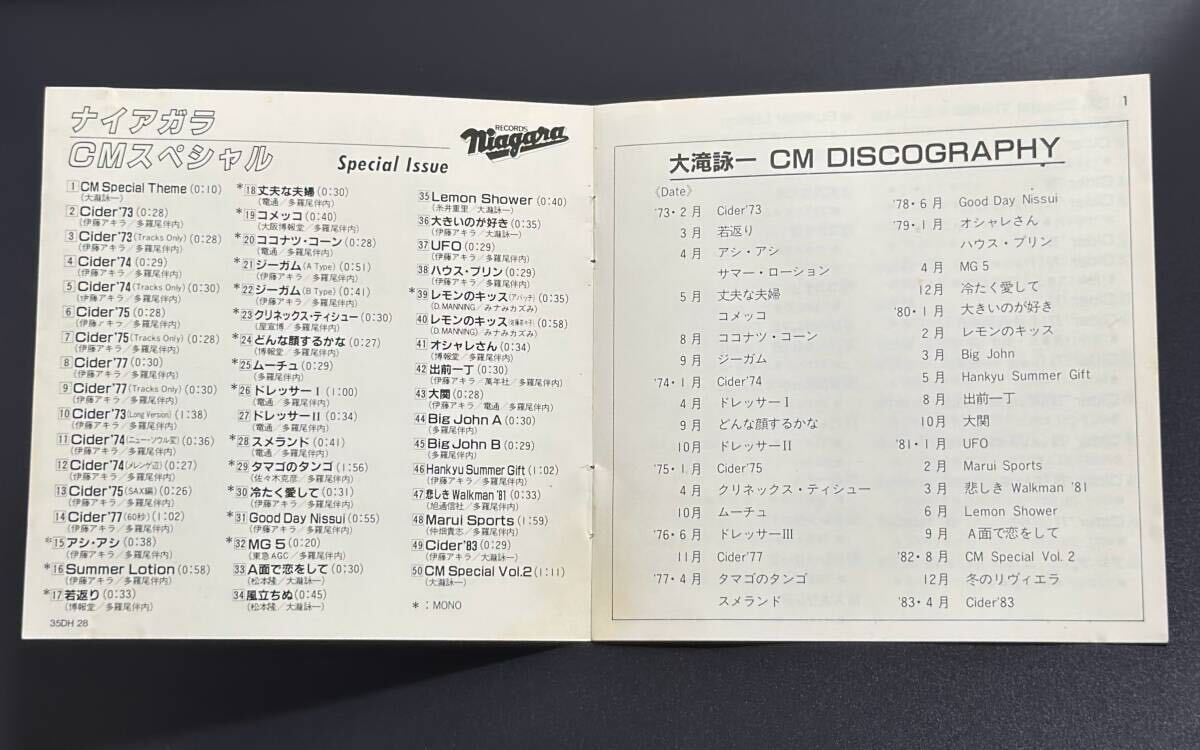 ナイアガラ
CMスペシャル
Special Issue
RECORDS
Niagara
1 CM Special Theme (0:10)
(大瀧詠一)
2 Cider'73 (0:28)
(伊藤アキラ/多羅尾伴内)
3 Cider'73 (Tracks Only) (0:28)
(伊藤アキラ/多羅尾伴内)
4 Cider'74 (0:29)
(伊藤アキラ/多羅尾伴内)
5 Cider'74 (Tracks Only) (0:30)
(伊藤アキラ/多羅尾伴内)
6 Cider'75 (0:28)
(伊藤アキラ/多羅尾伴内)
7 Cider'75 (Tracks Only) (0:28)
(伊藤アキラ/多羅尾伴内)
8 Cider'77 (0:30)
(伊藤アキラ/多羅尾伴内)
9 Cider'77 (Tracks Only) (0:30)
(伊藤アキラ/多羅尾伴内)
10 Cider'73 (Long Version) (1:38)
(伊藤アキラ/多羅尾伴内)
11 Cider'74 (ニュー・ソウル変) (0:36)
(伊藤アキラ/多羅尾伴内)
12 Cider'74 (メレンゲ辺) (0:27)
(伊藤アキラ/多羅尾伴内)
13 Cider'75 (SAX編) (0:26)
(伊藤アキラ/多羅尾伴内)
14 Cider'77 (60秒) (1:02)
(伊藤アキラ/多羅尾伴内)
*15 アシ・アシ (0:38)
(伊藤アキラ/多羅尾伴内)
*16 Summer Lotion (0:58)
(伊藤アキラ/多羅尾伴内)
*17 若返り (0:33)
(博報堂/多羅尾伴内)
35DH 28
*18 丈夫な夫婦 (0:30)
(電通/多羅尾伴内)
*19 コメッコ (0:40)
(大阪博報堂/多羅尾伴内)
*20 ココナツ・コーン (0:28)
(電通/多羅尾伴内)
*21 ジーガム (A Type) (0:51)
(伊藤アキラ/多羅尾伴内)
*22 ジーガム (B Type) (0:41)
(伊藤アキラ/多羅尾伴内)
*23 クリネックス・ティシュー (0:30)
(屋宣博/多羅尾伴内)
*24 どんな顔するかな (0:27)
(博報堂/多羅尾伴内)
*25 ムーチュ (0:29)
(多羅尾伴内)
*26 ドレッサーⅠ (1:00)
(電通/多羅尾伴内)
27 ドレッサーⅡ (0:34)
(電通/多羅尾伴内)
*28 スメランド (0:41)
(電通/多羅尾伴内)
*29 タマゴのタンゴ (1:56)
(佐々木克彦/多羅尾伴内)
*30 冷たく愛して (0:31)
(伊藤アキラ/多羅尾伴内)
*31 Good Day Nissui (0:55)
(伊藤アキラ/多羅尾伴内)
*32 MG 5 (0:20)
(東急AGC/多羅尾伴内)
33 A面で恋をして (0:30)
(松本隆/大瀧詠一)
34 風立ちぬ (0:45)
(松本隆/大瀧詠一)
35 Lemon Shower (0:40)
(糸井重里/大瀧詠一)
36 大きいのが好き (0:35)
(伊藤アキラ/大瀧詠一)
37 UFO (0:29)
(伊藤アキラ/多羅尾伴内)
38 ハウス・プリン (0:29)
(伊藤アキラ/多羅尾伴内)
*39 レモンのキッス (アパッチ) (0:35)
(D.MANNING/みナみカズみ)
40 レモンのキッス (0:58)
(D.MANNING/みナみカズみ)
41 オシャレさん (0:34)
(博報堂/多羅尾伴内)
42 出前一丁 (0:30)
(伊藤アキラ/萬年社/多羅尾伴内)
43 大関 (0:28)
(伊藤アキラ/電通/多羅尾伴内)
44 Big John A (0:30)
(多羅尾伴内)
45 Big John B (0:29)
(多羅尾伴内)
46 Hankyu Summer Gift (1:02)
(伊藤アキラ/多羅尾伴内)
47 悲しき Walkman '81 (0:33)
(旭通信社/多羅尾伴内)
48 Marui Sports (1:59)
(仲畑貴志/多羅尾伴内)
49 Cider'83 (0:29)
(伊藤アキラ/大瀧詠一)
50 CM Special Vol.2 (1:11)
(大瀧詠一)
*:MONO
1
大滝詠一 CM DISCOGRAPHY
《Date》
'73・2月 Cider'73
3月 若返り
4月 アシ・アシ
サマー・ローション
5月 丈夫な夫婦
コメッコ
8月 ココナツ・コーン
9月 ジーガム
'74・1月 Cider'74
4月 ドレッサーⅠ
9月 どんな顔するかな
10月 ドレッサーⅡ
'75・1月 Cider'75
4月 クリネックス・ティシュー
10月 ムーチュ
'76・6月 ドレッサーⅢ
11月 Cider'77
'77・4月 タマゴのタンゴ
スメランド
'78・6月 Good Day Nissui
'79・1月 オシャレさん
ハウス・プリン
4月 MG 5
12月 冷たく愛して
'80・1月 大きいのが好き
2月 レモンのキッス
3月 Big John
5月 Hankyu Summer Gift
8月 出前一丁
10月 大関
'81・1月 UFO
2月 Marui Sports
3月 悲しき Walkman '81
6月 Lemon Shower
9月 A面で恋をして
'82・8月 CM Special Vol. 2
12月 冬のリヴィエラ
'83・4月 Cider'83